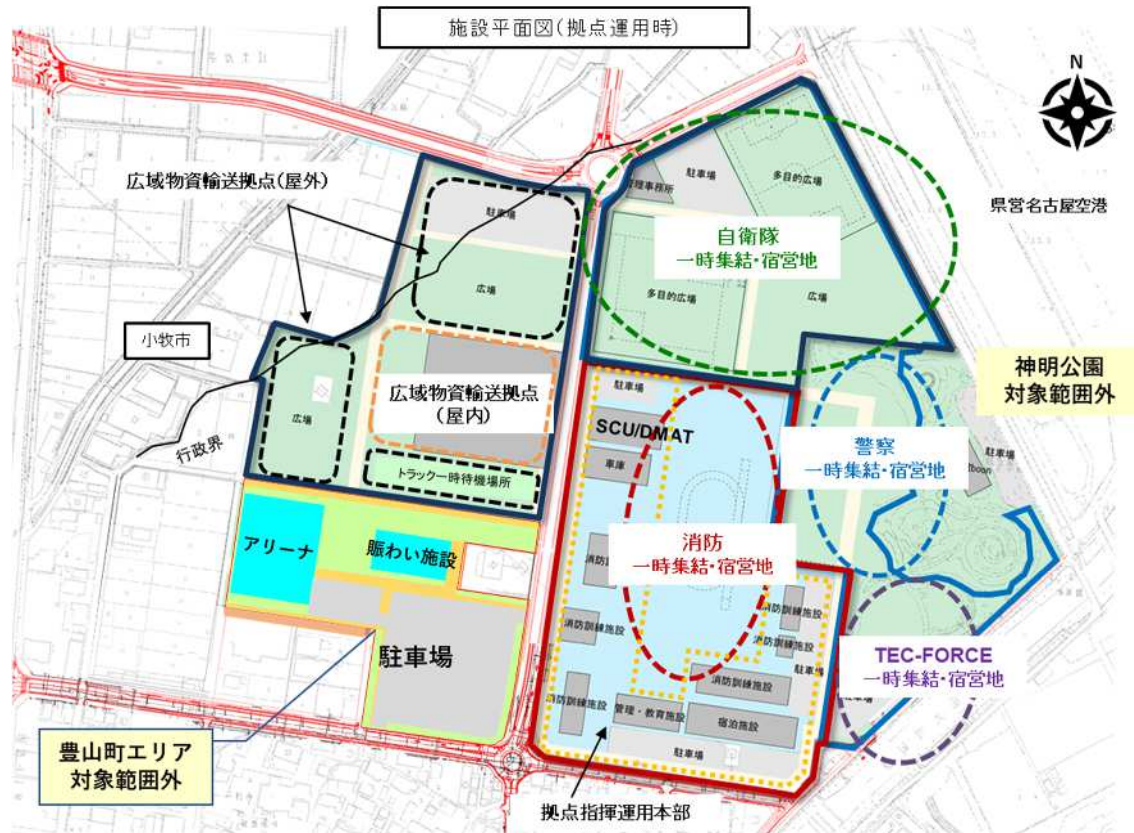 施設平面図(拠点運用時)
N
広域物資輸送拠点(屋外)
駐車場
多目的広場
管理事務所
県営名古屋空港
駐車場
自衛隊
一時集結・宿営地
広場
多目的広場
広場
小牧市
神明公園
対象範囲外
広域物資輸送拠点
(屋内)
駐車場
広場
SCU/DMAT
警察
一時集結・宿営地
駐車場
行政界
車庫
トラック一時待機場所
アリーナ
賑わい施設
消防
一時集結・宿営地
消防訓練施設
消防訓練施設
消防訓練施設
駐車場
TEC-FORCE
一時集結・宿営地
駐車場
消防訓練施設
消防訓練施設
管理・教育施設
宿泊施設
駐車場
豊山町エリア
対象範囲外
拠点指揮運用本部